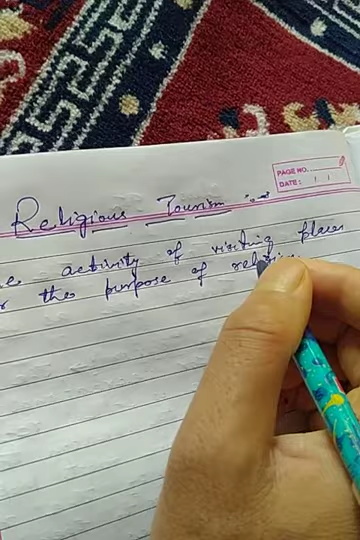 PAGE NO.
DATE: / /
Religious Tourism :-
activity of visiting places
the purpose of